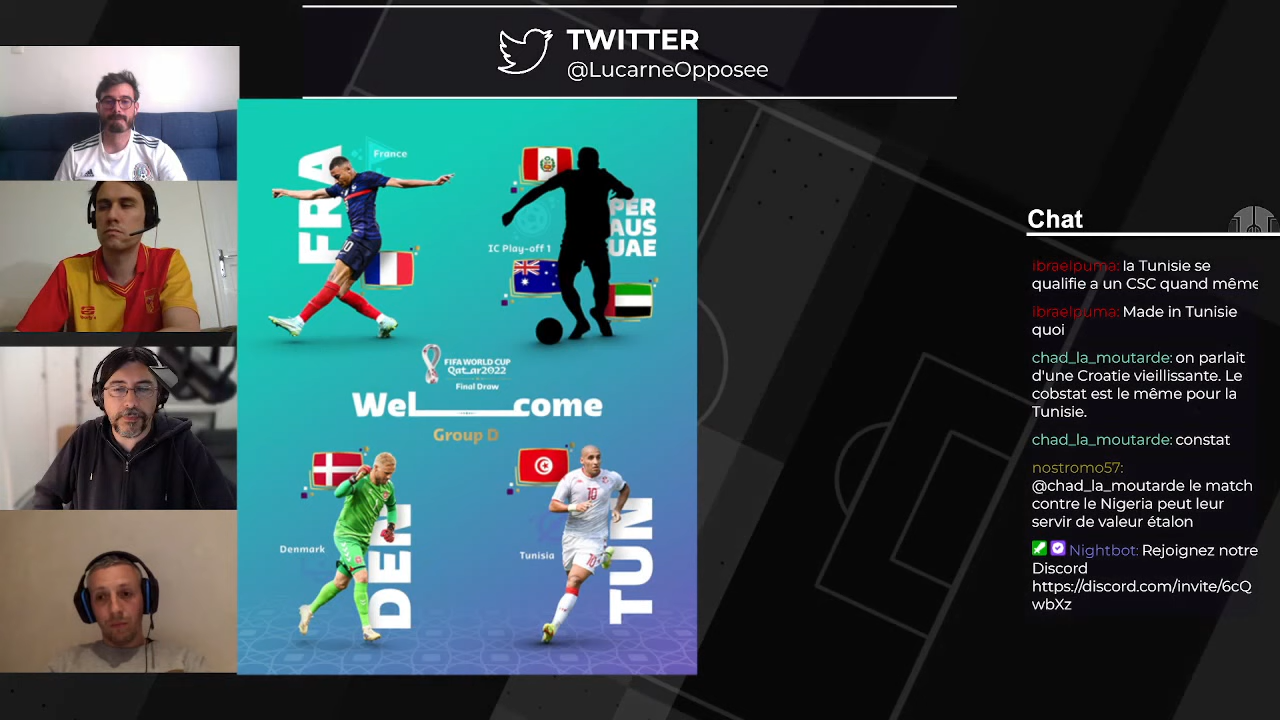 TWITTER
@LucarneOpposee
FRA
France
PER
AUS
UAE
IC Play-off 1
FIFA WORLD CUP
Qatar2022
Final Draw
Wel come
Group D
DEN
Denmark
TUN
Tunisia
10
10
Chat
ibraelpuma: la Tunisie se
qualifie a un CSC quand même
ibraelpuma: Made in Tunisie
quoi
chad_la_moutarde: on parlait
d'une Croatie vieillissante. Le
cobstat est le même pour la
Tunisie.
chad_la_moutarde: constat
nostromo57:
@chad_la_moutarde le match
contre le Nigeria peut leur
servir de valeur étalon
Nightbot: Rejoignez notre
Discord
https://discord.com/invite/6cQ
wbXz